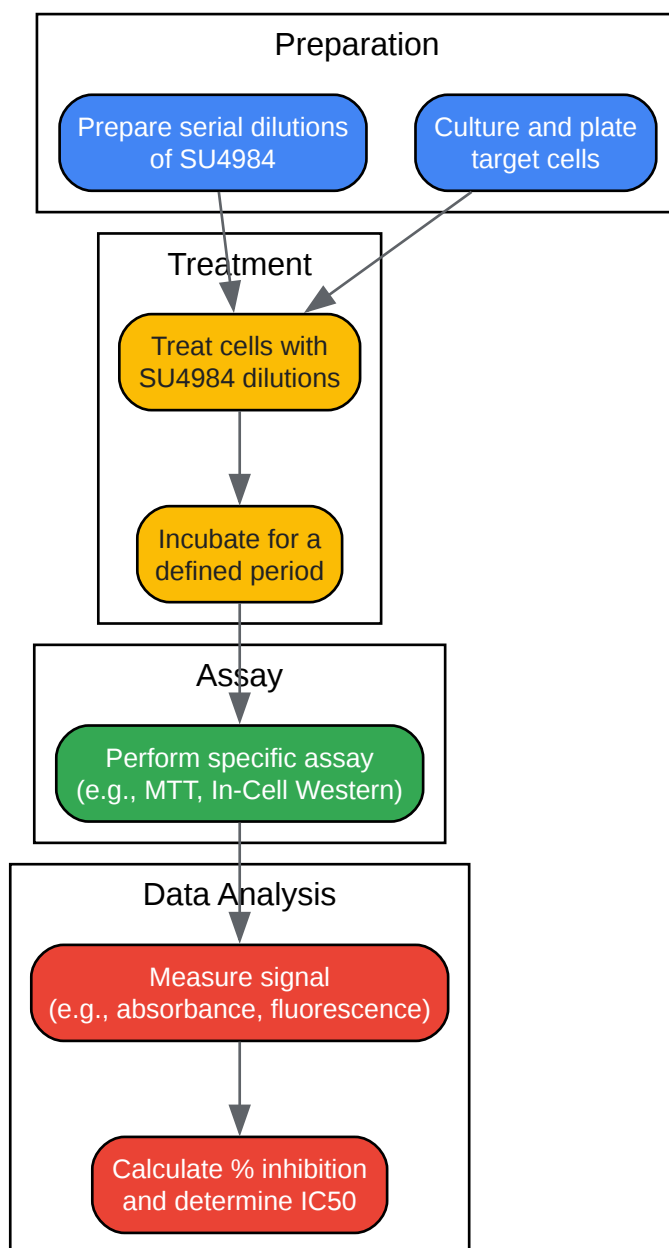 Preparation
Prepare serial dilutions
of SU4984
Culture and plate
target cells
Treatment
Treat cells with
SU4984 dilutions
Incubate for a
defined period
Assay
Perform specific assay
(e.g., MTT, In-Cell Western)
Data Analysis
Measure signal
(e.g., absorbance, fluorescence)
Calculate % inhibition
and determine IC50